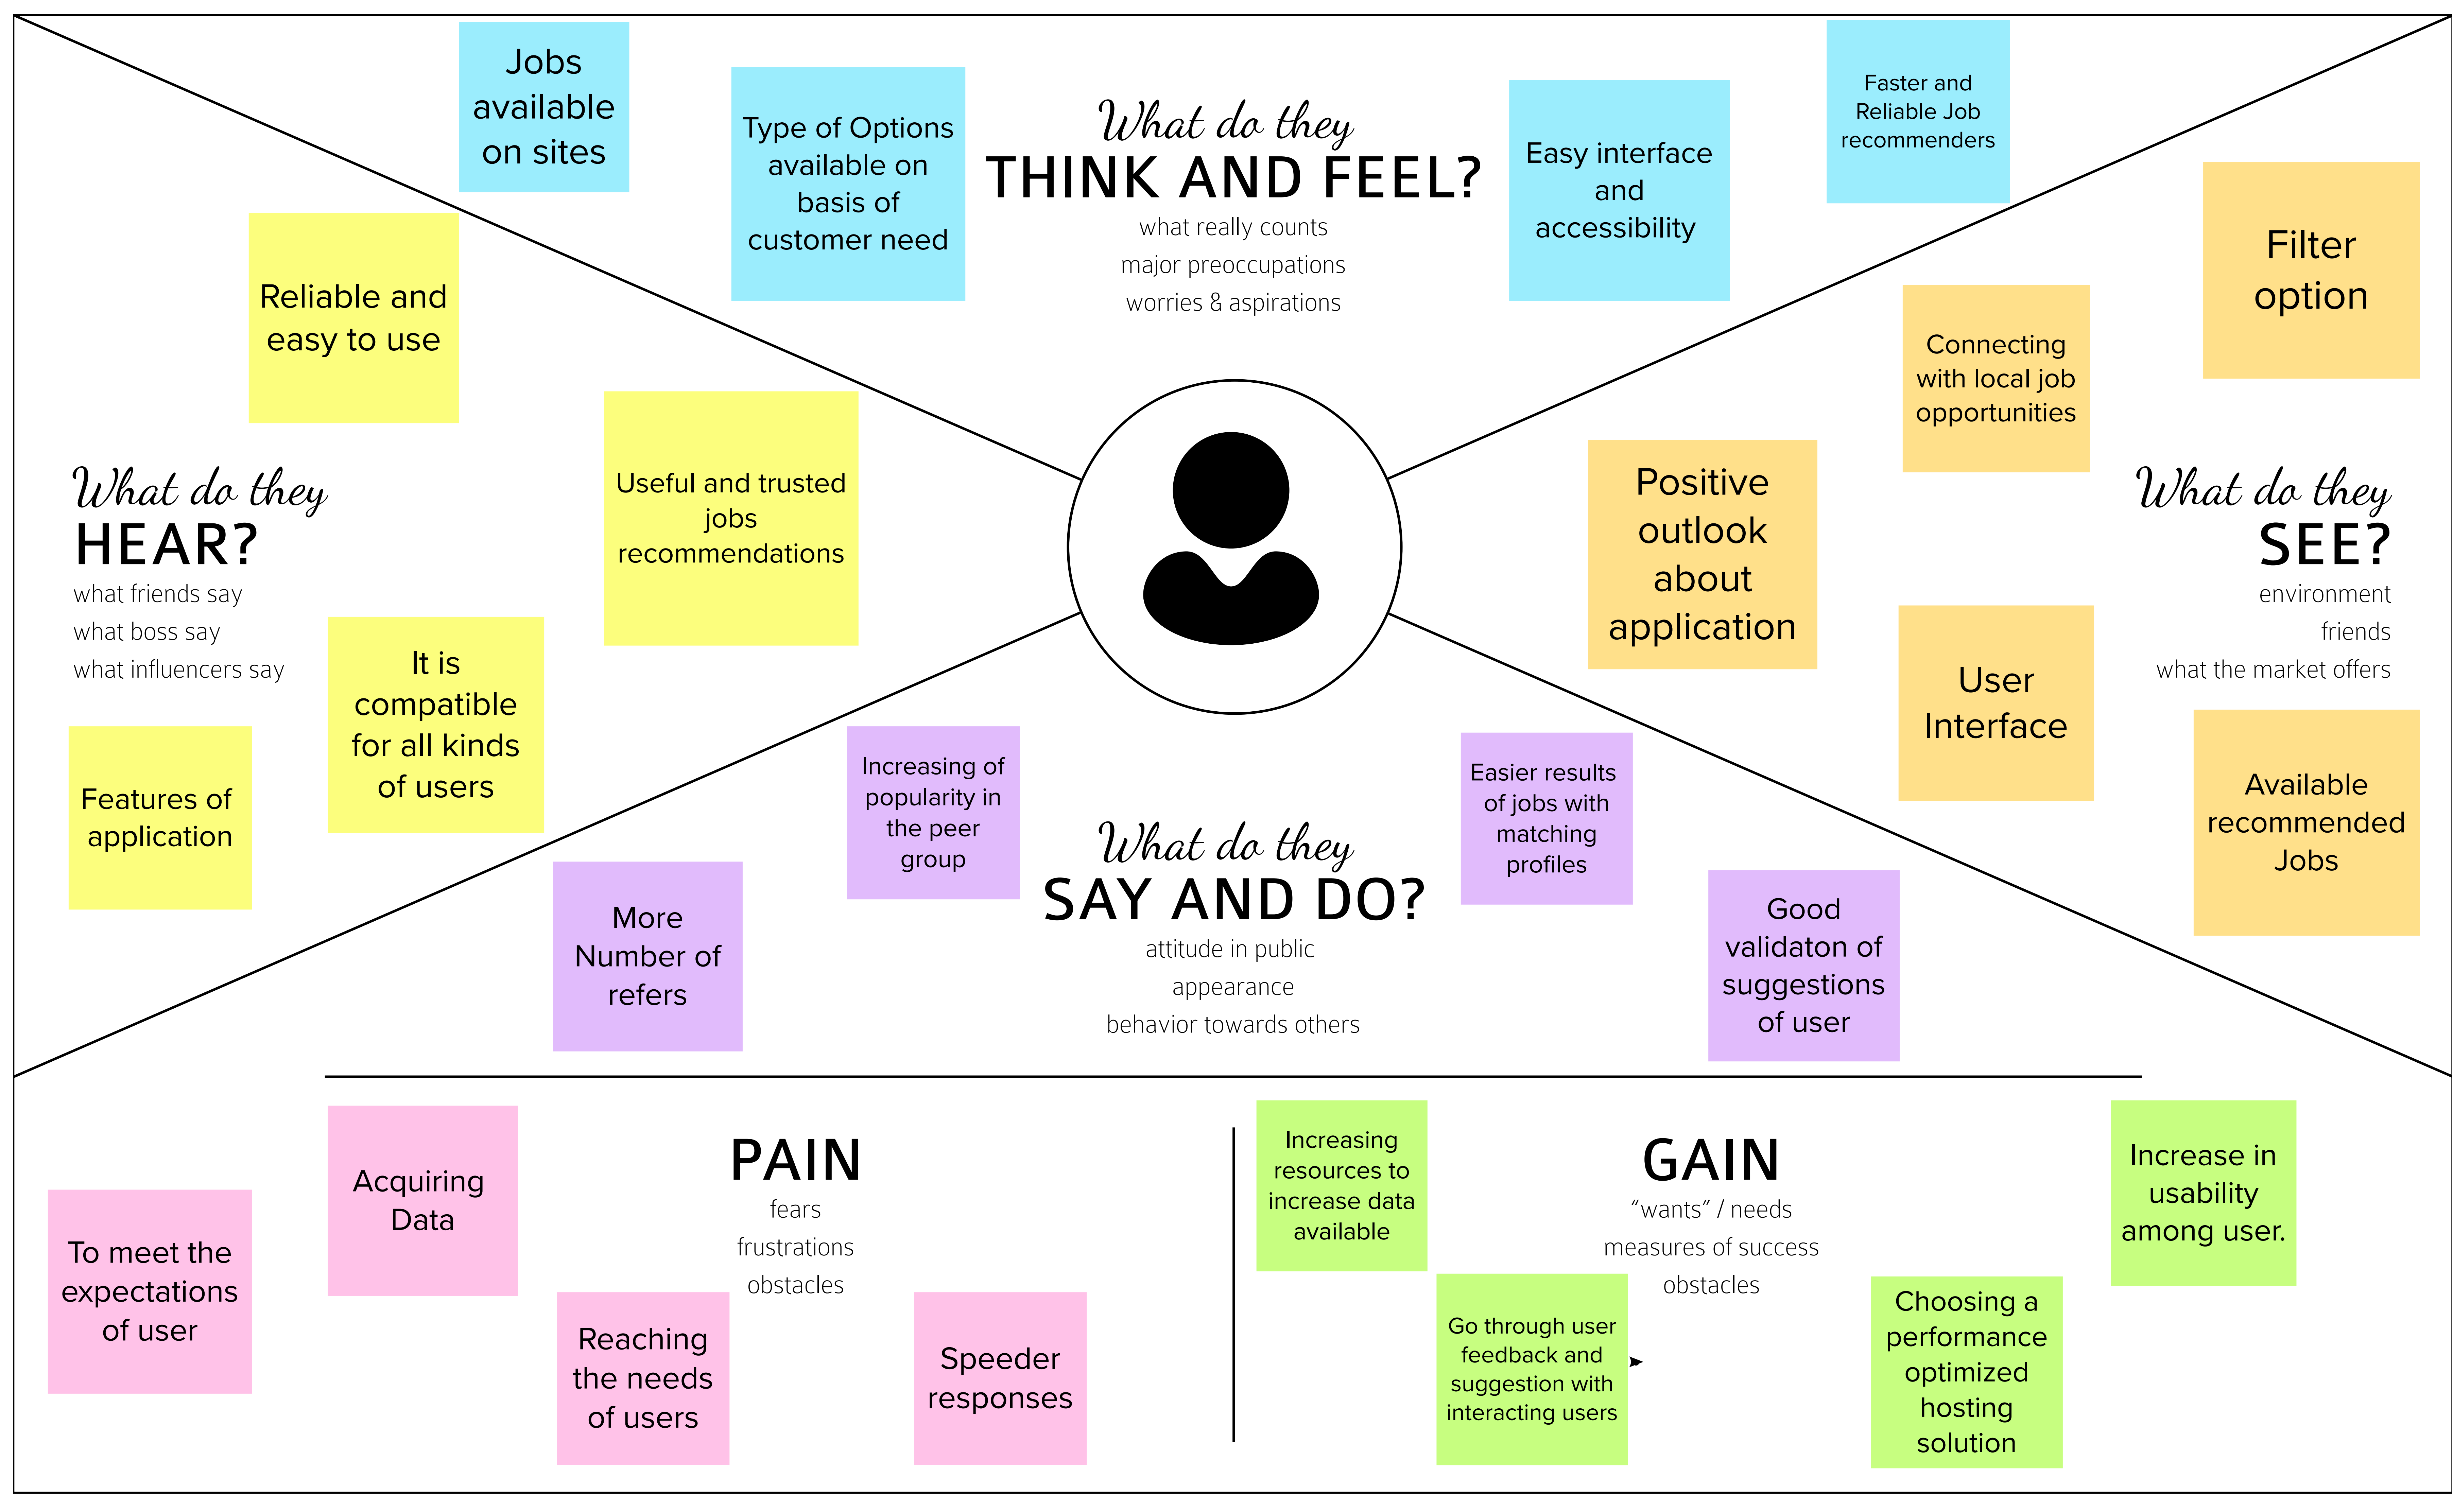 What do they
THINK AND FEEL?
what really counts
major preoccupations
worries & aspirations
Jobs
available
on sites
Type of Options
available on
basis of
customer need
Easy interface
and
accessibility
Faster and
Reliable Job
recommenders
What do they
HEAR?
what friends say
what boss say
what influencers say
Reliable and
easy to use
Useful and trusted
jobs
recommendations
It is
compatible
for all kinds
of users
Features of
application
What do they
SEE?
environment
friends
what the market offers
Filter
option
Connecting
with local job
opportunities
Positive
outlook
about
application
User
Interface
Available
recommended
Jobs
What do they
SAY AND DO?
attitude in public
appearance
behavior towards others
Increasing of
popularity in
the peer
group
More
Number of
refers
Easier results
of jobs with
matching
profiles
Good
validaton of
suggestions
of user
PAIN
fears
frustrations
obstacles
To meet the
expectations
of user
Acquiring
Data
Reaching
the needs
of users
Speeder
responses
GAIN
“wants” / needs
measures of success
obstacles
Increasing
resources to
increase data
available
Go through user
feedback and
suggestion with
interacting users
Choosing a
performance
optimized
hosting
solution
Increase in
usability
among user.